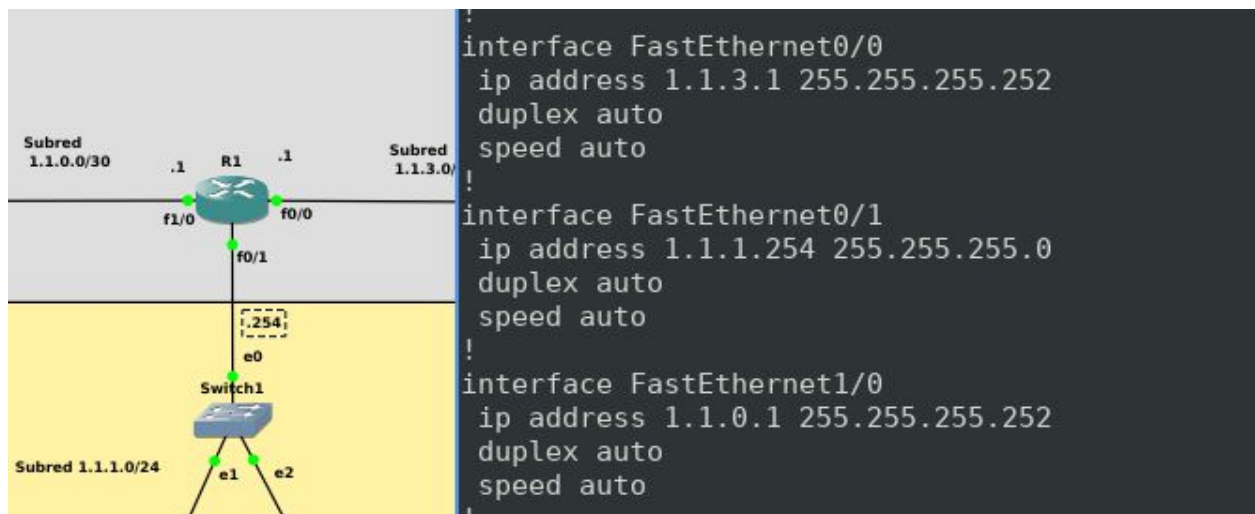 Subred
1.1.0.0/30
.1
R1
.1
Subred
1.1.3.0/
f1/0
f0/0
f0/1
.254
e0
Switch1
Subred 1.1.1.0/24
e1
e2
!
interface FastEthernet0/0
ip address 1.1.3.1 255.255.255.252
duplex auto
speed auto
!
interface FastEthernet0/1
ip address 1.1.1.254 255.255.255.0
duplex auto
speed auto
!
interface FastEthernet1/0
ip address 1.1.0.1 255.255.255.252
duplex auto
speed auto
!